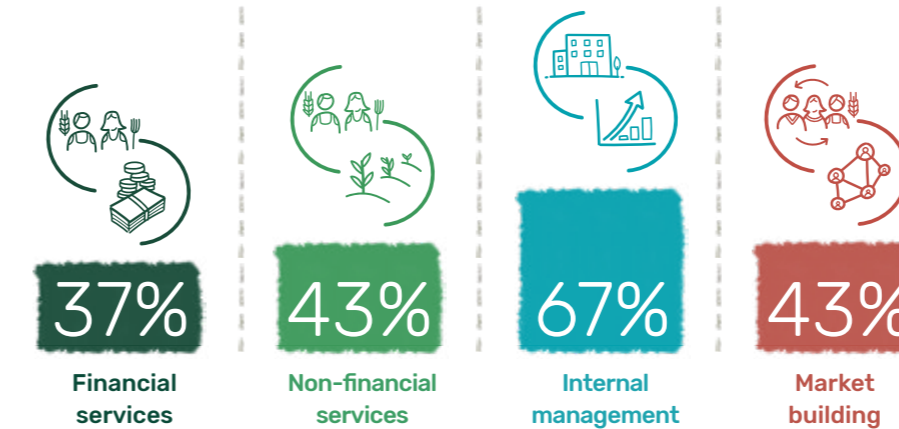 37%
43%
67%
43%
Financial
services
Non-financial
services
Internal
management
Market
building